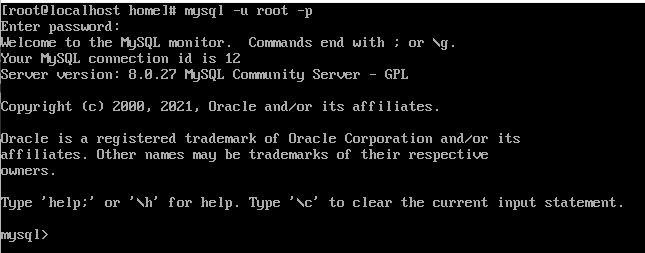 [root@localhost home]# mysql -u root -p
Enter password:
Welcome to the MySQL monitor.  Commands end with ; or \g.
Your MySQL connection id is 12
Server version: 8.0.27 MySQL Community Server - GPL
Copyright (c) 2000, 2021, Oracle and/or its affiliates.
Oracle is a registered trademark of Oracle Corporation and/or its
affiliates. Other names may be trademarks of their respective
owners.
Type 'help;' or '\h' for help. Type '\c' to clear the current input statement.
mysql>